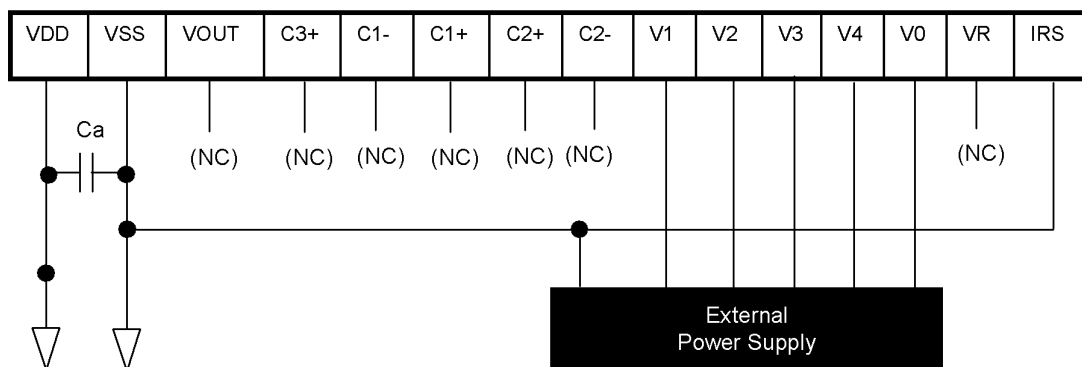 VDD VSS VOUT C3+ C1- C1+ C2+ C2- V1 V2 V3 V4 V0 VR IRS
Ca
(NC) (NC) (NC) (NC) (NC) (NC) (NC)
External
Power Supply